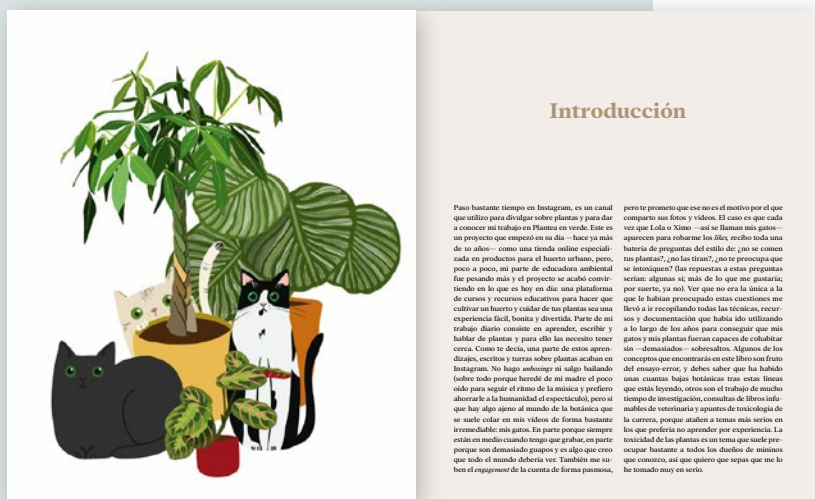 Introducción
Paso bastante tiempo en Instagram, es un canal
que utilizo para divulgar sobre plantas y para dar
a conocer mi trabajo en Plantea en verde. Este es
un proyecto que empezó en su día —hace ya más
de 10 años— como una tienda online especiali-
zada en productos para el huerto urbano, pero,
poco a poco, mi parte de educadora ambiental
fue pesando más y el proyecto se acabó convir-
tiendo en lo que es hoy en día: una plataforma
de cursos y recursos educativos para hacer que
cultivar un huerto y cuidar de tus plantas sea una
experiencia fácil, bonita y divertida. Parte de mi
trabajo diario consiste en aprender, escribir y
hablar de plantas y para ello las necesito tener
cerca. Como te decía, una parte de estos apren-
dizajes, escritos y turras sobre plantas acaban en
Instagram. No hago unboxings ni salgo bailando
(sobre todo porque heredé de mi madre el poco
oído para seguir el ritmo de la música y prefiero
ahorrarle a la humanidad el espectáculo), pero sí
que hay algo ajeno al mundo de la botánica que
se suele colar en mis vídeos de forma bastante
irremediable: mis gatos. En parte porque siempre
están en medio cuando tengo que grabar, en parte
porque son demasiado guapos y es algo que creo
que todo el mundo debería ver. También me su-
ben el engagement de la cuenta de forma pasmosa,
pero te prometo que ese no es el motivo por el que
comparto sus fotos y vídeos. El caso es que cada
vez que Lola o Ximo —así se llaman mis gatos—
aparecen para robarme los likes, recibo toda una
batería de preguntas del estilo de: ¿no se comen
tus plantas?, ¿no las tiran?, ¿no te preocupa que
se intoxiquen? (las repuestas a estas preguntas
serían: algunas sí; más de lo que me gustaría;
por suerte, ya no). Ver que no era la única a la
que le habían preocupado estas cuestiones me
llevó a ir recopilando todas las técnicas, recur-
sos y documentación que había ido utilizando
a lo largo de los años para conseguir que mis
gatos y mis plantas fueran capaces de cohabitar
sin —demasiados— sobresaltos. Algunos de los
conceptos que encontrarás en este libro son fruto
del ensayo-error, y debes saber que ha habido
unas cuantas bajas botánicas tras estas líneas
que estás leyendo, otros son el trabajo de mucho
tiempo de investigación, consultas de libros infu-
mables de veterinaria y apuntes de toxicología de
la carrera, porque atañen a temas más serios en
los que prefería no aprender por experiencia. La
toxicidad de las plantas es un tema que suele pre-
ocupar bastante a todos los dueños de mininos
que conozco, así que quiero que sepas que me lo
he tomado muy en serio.